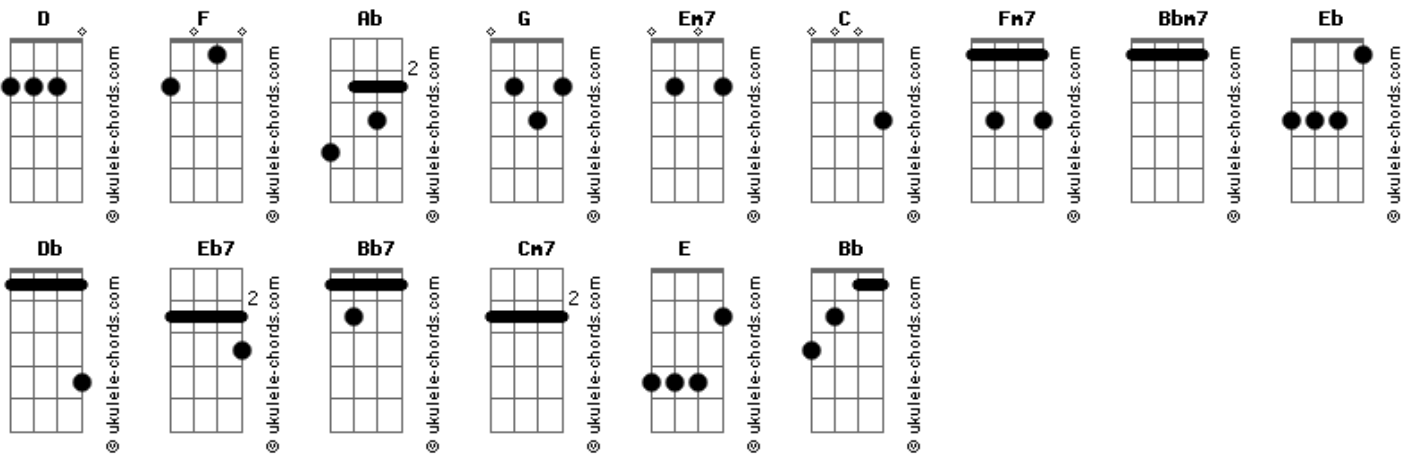 D F Ab G Em7 C Fm7 Bbm7 Eb
2
© ukulele-chords.com © ukulele-chords.com © ukulele-chords.com © ukulele-chords.com © ukulele-chords.com © ukulele-chords.com © ukulele-chords.com © ukulele-chords.com © ukulele-chords.com
Db Eb7 Bb7 Cm7 E Bb
2 2
© ukulele-chords.com © ukulele-chords.com © ukulele-chords.com © ukulele-chords.com © ukulele-chords.com © ukulele-chords.com